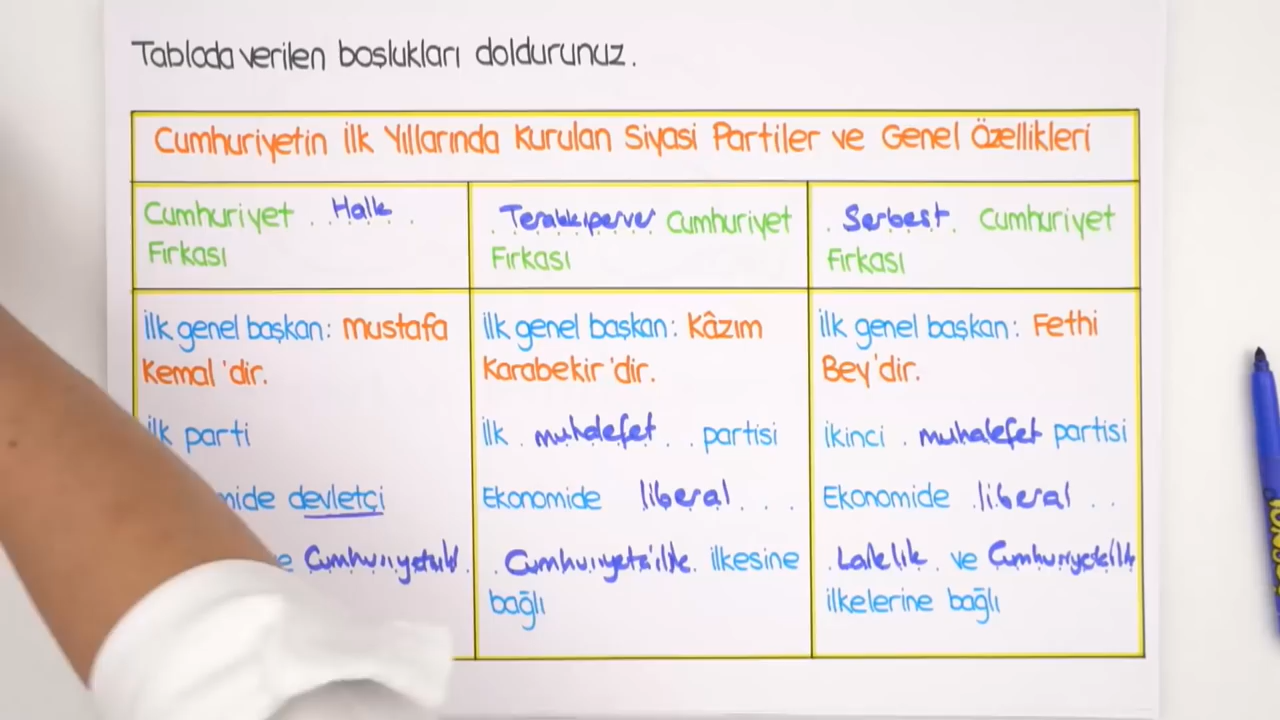 Tabloda verilen boşlukları doldurunuz.
Cumhuriyetin İlk Yıllarında Kurulan Siyasi Partiler ve Genel Özellikleri
Cumhuriyet . . Halk .
Fırkası
. Terakkiperver Cumhuriyet
Fırkası
. Serbest . Cumhuriyet
Fırkası
İlk genel başkan: Mustafa
Kemal 'dir.
İlk parti
devletçi
Cumhuriyetçilik .
İlk genel başkan: Kâzım
Karabekir 'dir.
İlk . muhalefet . . partisi
Ekonomide liberal . . .
. Cumhuriyetçilik . ilkesine
bağlı
İlk genel başkan: Fethi
Bey'dir.
İkinci . muhalefet partisi
Ekonomide . liberal . .
. Laiklik . ve Cumhuriyetçilik
ilkelerine bağlı